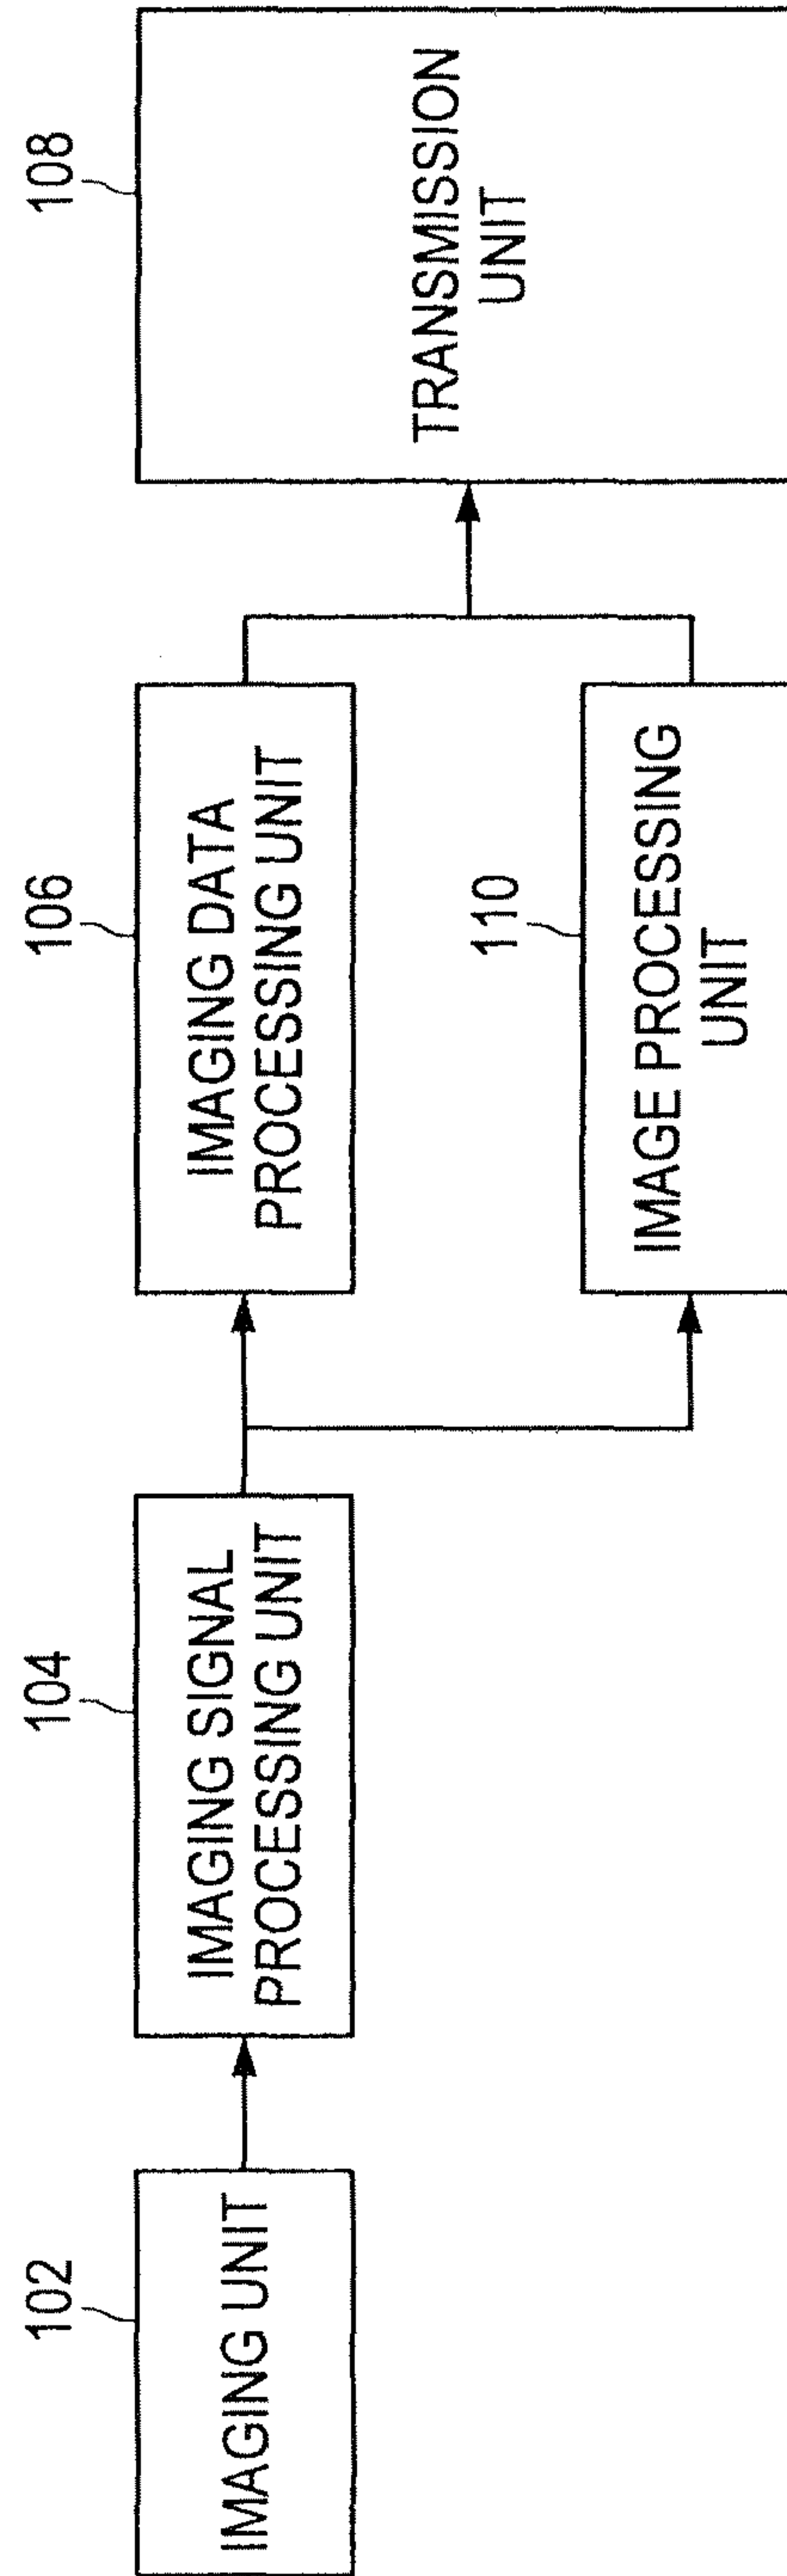 102
IMAGING UNIT
104
IMAGING SIGNAL
PROCESSING UNIT
106
IMAGING DATA
PROCESSING UNIT
110
IMAGE PROCESSING
UNIT
108
TRANSMISSION
UNIT